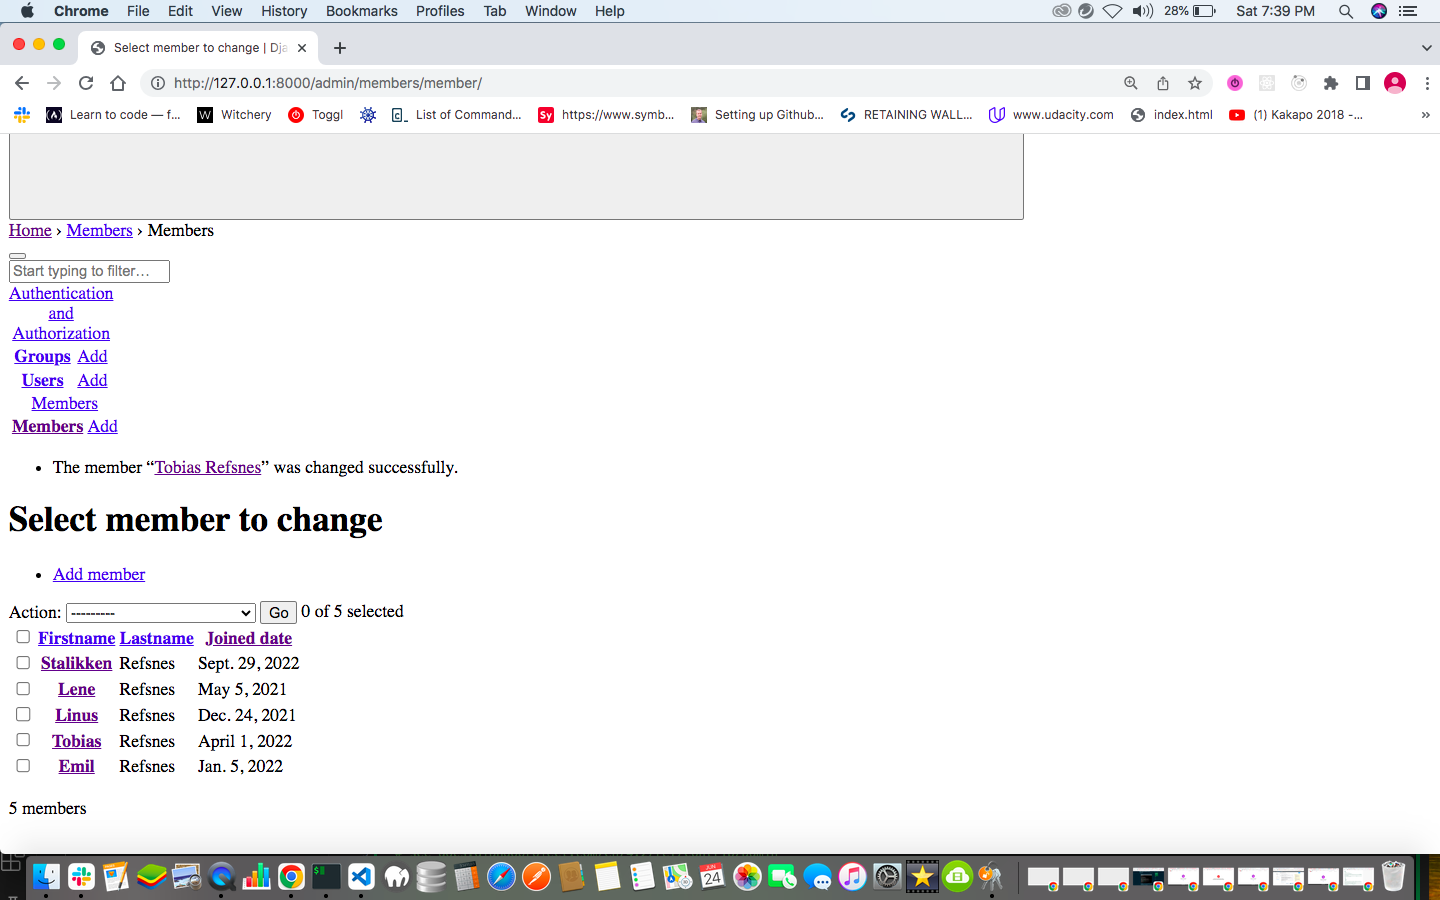 Chrome File Edit View History Bookmarks Profiles Tab Window Help 28% Sat 7:39 PM
Select member to change | Dja
http://127.0.0.1:8000/admin/members/member/
Learn to code — f... W Witchery Toggl C_ List of Command... Sy https://www.symb... Setting up Github... RETAINING WALL... www.udacity.com index.html (1) Kakapo 2018 -... »
Home › Members › Members
Start typing to filter…
Authentication
and
Authorization
Groups Add
Users Add
Members
Members Add
• The member “Tobias Refsnes” was changed successfully.
Select member to change
• Add member
Action: --------- Go 0 of 5 selected
Firstname Lastname Joined date
Stalikken Refsnes Sept. 29, 2022
Lene Refsnes May 5, 2021
Linus Refsnes Dec. 24, 2021
Tobias Refsnes April 1, 2022
Emil Refsnes Jan. 5, 2022
5 members
JUN
24